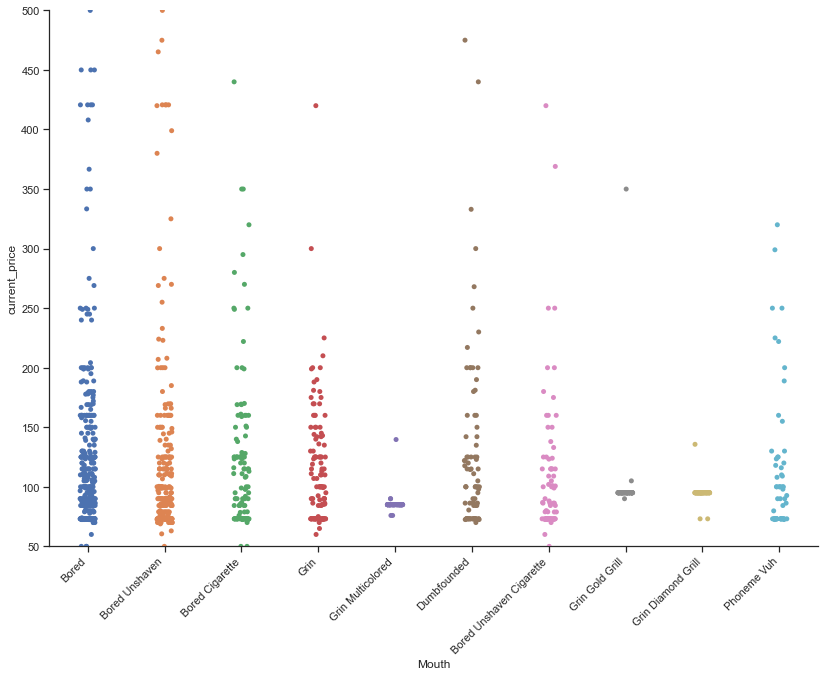 500
450
400
350
300
250
200
150
100
50
current_price
Bored
Bored Unshaven
Bored Cigarette
Grin
Grin Multicolored
Dumbfounded
Bored Unshaven Cigarette
Grin Gold Grill
Grin Diamond Grill
Phoneme Vuh
Mouth